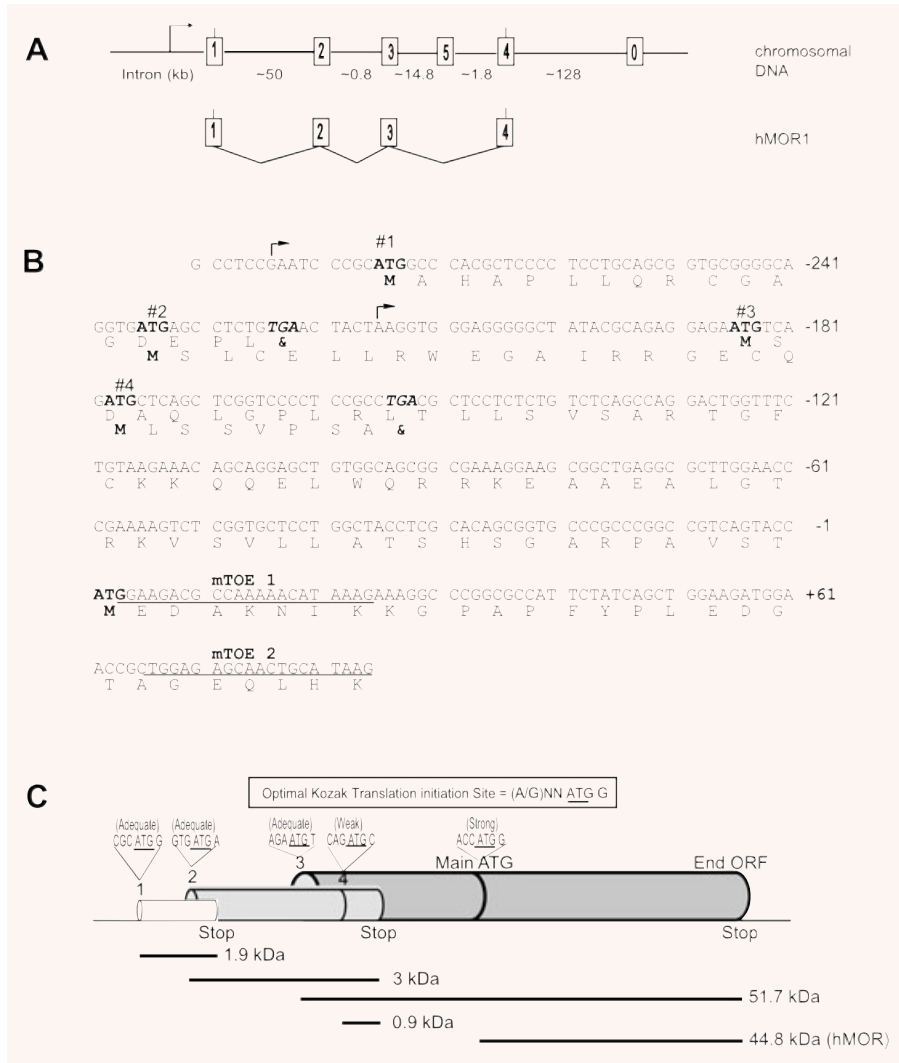 A
1 2 3 5 4 0
chromosomal
DNA
Intron (kb) ~50 ~0.8 ~14.8 ~1.8 ~128
1 2 3 4
hMOR1
B
#1
G GCCTCCGAATC CCGCATGGCC CACGCTCCCC TCCTGCAGCG GTGCGGGGCA -241
M A H A P L L Q R C G A
#2 #3
GGTGATGAGC CCTCTGTGAACT ACTAAGGTG GGAGGGGGCT ATACGCAGAG GAGAATGTCA -181
G D E P L & M S
M S L C E L L R W E G A I R R G E C Q
#4
GATGCTCAGC TCGGTCCCCT CCGCCTGACG CTCCTCTCTG TCTCAGCCAG GACTGGTTTC -121
D A Q L G P L R L T L L S V S A R T G F
M L S S V P S A &
TGTAAGAAAC AGCAGGAGCT GTGGCAGCGG CGAAAGGAAG CGGCTGAGGC GCTTGGAACC -61
C K K Q Q E L W Q R R K E A A E A L G T
CGAAAAGTCT CGGTGCTCCT GGCTACCTCG CACAGCGGTG CCCGCCCGGC CGTCAGTACC -1
R K V S V L L A T S H S G A R P A V S T
mTOE 1
ATGGAAGACG CCAAAAACAT AAAGAAAGGC CCGGCGCCAT TCTATCAGCT GGAAGATGGA +61
M E D A K N I K K G P A P F Y P L E D G
mTOE 2
ACCGCTGGAG AGCAACTGCA TAAG
T A G E Q L H K
C
Optimal Kozak Translation initiation Site = (A/G)NN ATG G
(Adequate) (Adequate) (Adequate) (Weak) (Strong)
CGC ATG G GTG ATG A AGA ATG T CAG ATG C ACC ATG G
1 2 3 4 Main ATG End ORF
Stop Stop Stop
1.9 kDa
3 kDa
51.7 kDa
0.9 kDa
44.8 kDa (hMOR)